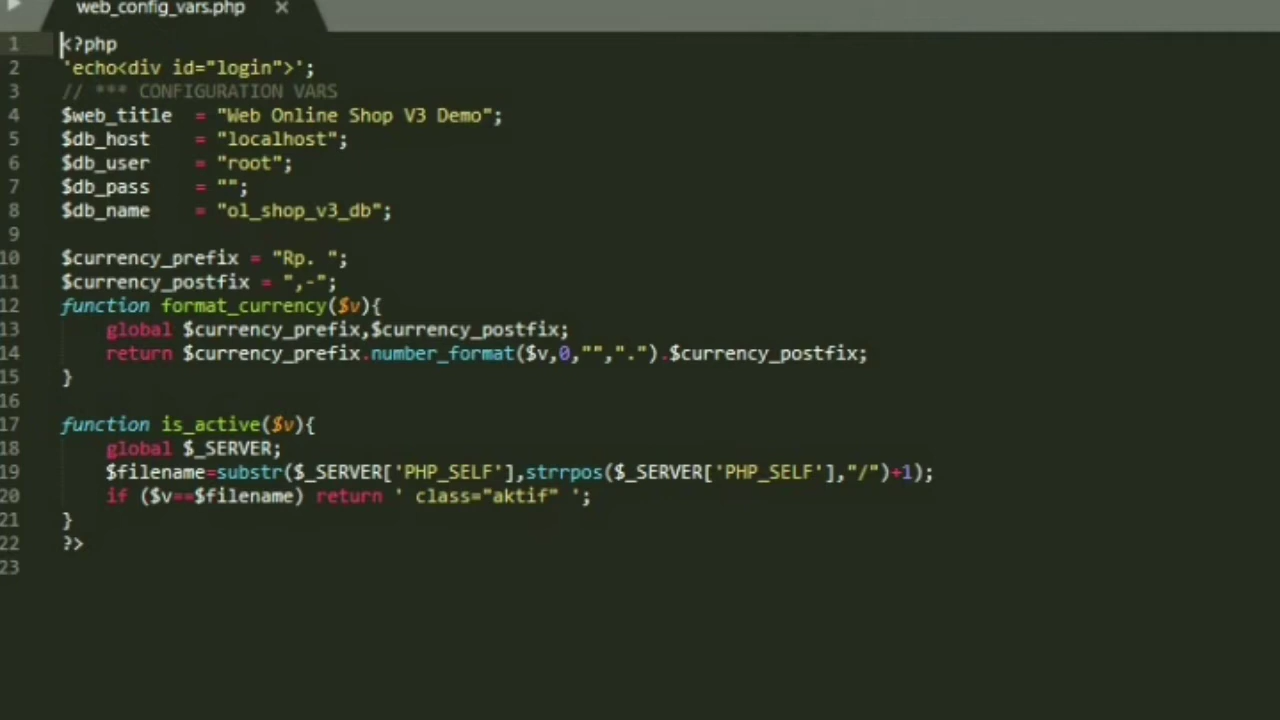 web_config_vars.php ×
1 <?php
2 'echo<div id="login">';
3 // *** CONFIGURATION VARS
4 $web_title = "Web Online Shop V3 Demo";
5 $db_host = "localhost";
6 $db_user = "root";
7 $db_pass = "";
8 $db_name = "ol_shop_v3_db";
9
10 $currency_prefix = "Rp. ";
11 $currency_postfix = ",-";
12 function format_currency($v){
13 global $currency_prefix,$currency_postfix;
14 return $currency_prefix.number_format($v,0,"",".").$currency_postfix;
15 }
16
17 function is_active($v){
18 global $_SERVER;
19 $filename=substr($_SERVER['PHP_SELF'],strrpos($_SERVER['PHP_SELF'],"/")+1);
20 if ($v==$filename) return ' class="aktif" ';
21 }
22 ?>
23